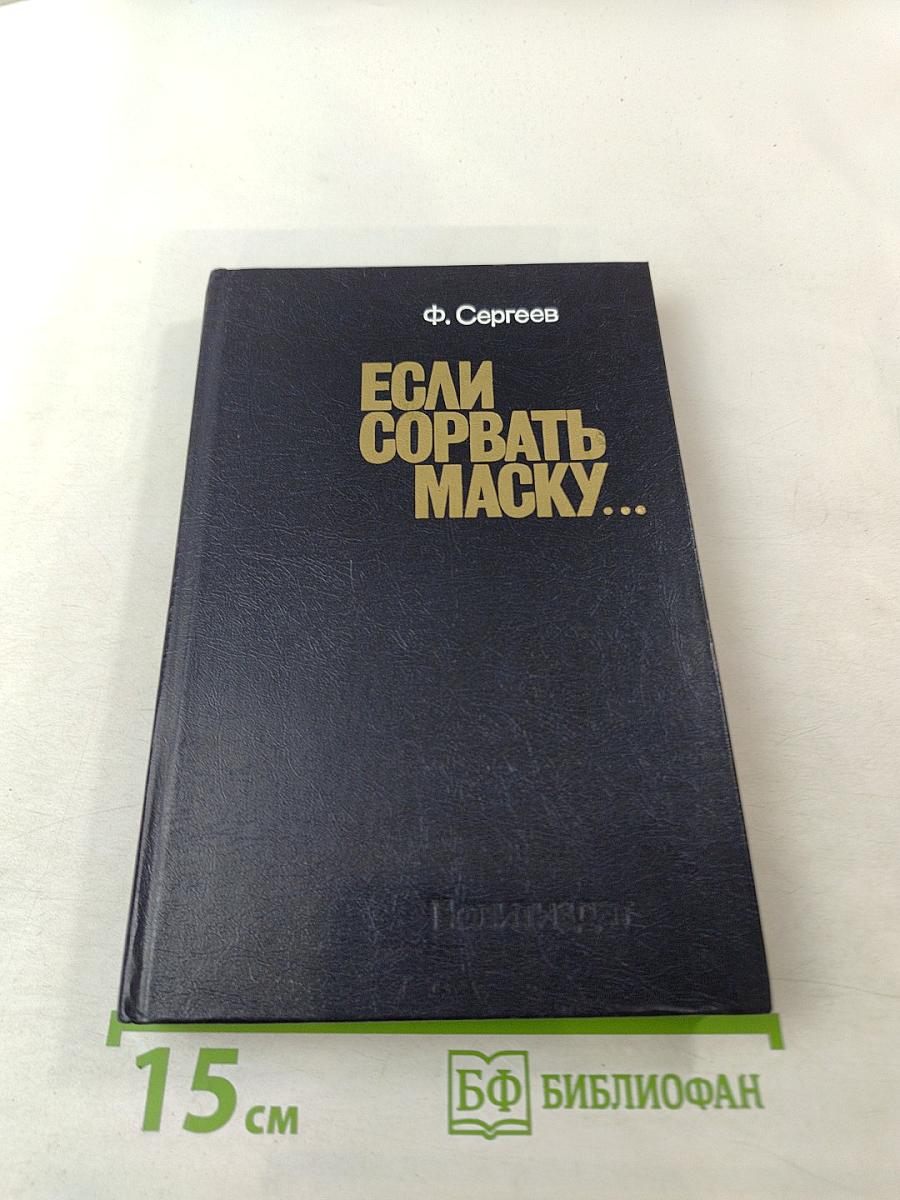 Ф. Сергеев
ЕСЛИ
СОРВАТЬ
МАСКУ...
Политиздат
15 см
БФ БИБЛИОФАН